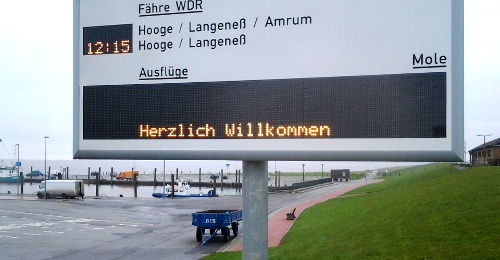 Fähre WDR
Hooge / Langeneß / Amrum
12:15
Hooge / Langeneß
Mole
Ausflüge
Herzlich Willkommen